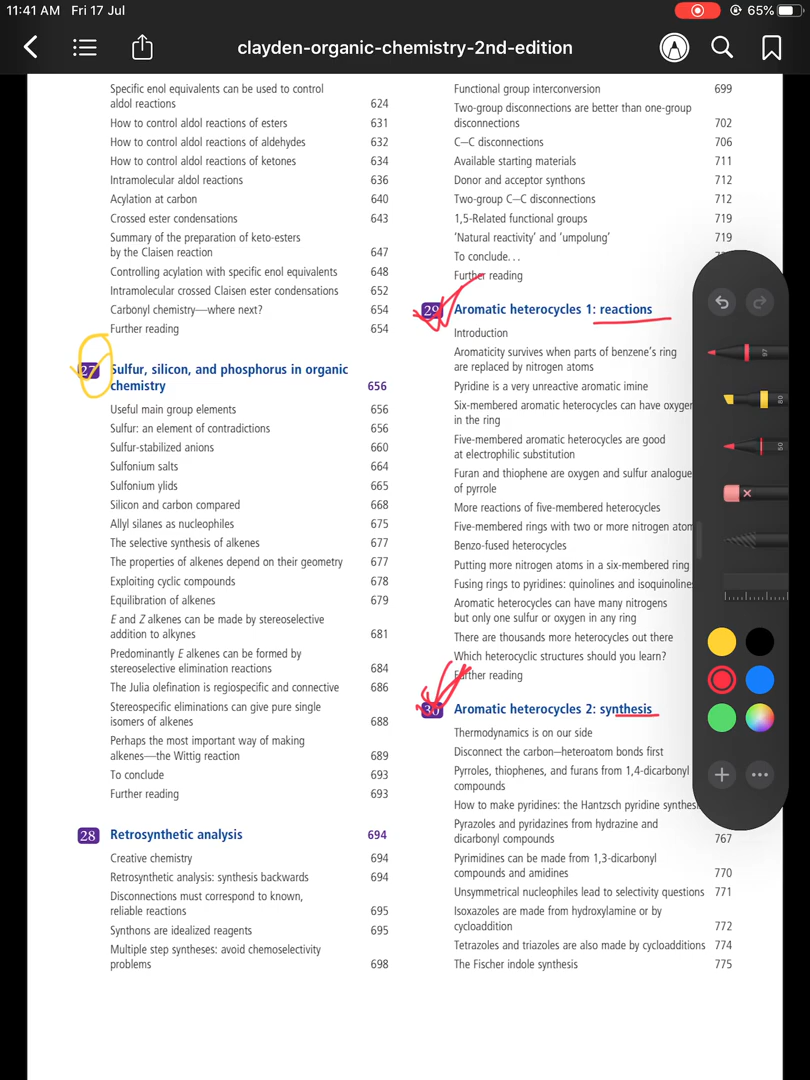 11:41 AM Fri 17 Jul
65%
clayden-organic-chemistry-2nd-edition
Specific enol equivalents can be used to control
aldol reactions 624
How to control aldol reactions of esters 631
How to control aldol reactions of aldehydes 632
How to control aldol reactions of ketones 634
Intramolecular aldol reactions 636
Acylation at carbon 640
Crossed ester condensations 643
Summary of the preparation of keto-esters
by the Claisen reaction 647
Controlling acylation with specific enol equivalents 648
Intramolecular crossed Claisen ester condensations 652
Carbonyl chemistry—where next? 654
Further reading 654
27 Sulfur, silicon, and phosphorus in organic
chemistry 656
Useful main group elements 656
Sulfur: an element of contradictions 656
Sulfur-stabilized anions 660
Sulfonium salts 664
Sulfonium ylids 665
Silicon and carbon compared 668
Allyl silanes as nucleophiles 675
The selective synthesis of alkenes 677
The properties of alkenes depend on their geometry 677
Exploiting cyclic compounds 678
Equilibration of alkenes 679
E and Z alkenes can be made by stereoselective
addition to alkynes 681
Predominantly E alkenes can be formed by
stereoselective elimination reactions 684
The Julia olefination is regiospecific and connective 686
Stereospecific eliminations can give pure single
isomers of alkenes 688
Perhaps the most important way of making
alkenes—the Wittig reaction 689
To conclude 693
Further reading 693
28 Retrosynthetic analysis 694
Creative chemistry 694
Retrosynthetic analysis: synthesis backwards 694
Disconnections must correspond to known,
reliable reactions 695
Synthons are idealized reagents 695
Multiple step syntheses: avoid chemoselectivity
problems 698
Functional group interconversion 699
Two-group disconnections are better than one-group
disconnections 702
C–C disconnections 706
Available starting materials 711
Donor and acceptor synthons 712
Two-group C–C disconnections 712
1,5-Related functional groups 719
‘Natural reactivity’ and ‘umpolung’ 719
To conclude…
Further reading
29 Aromatic heterocycles 1: reactions
Introduction
Aromaticity survives when parts of benzene’s ring
are replaced by nitrogen atoms
Pyridine is a very unreactive aromatic imine
Six-membered aromatic heterocycles can have oxygen
in the ring
Five-membered aromatic heterocycles are good
at electrophilic substitution
Furan and thiophene are oxygen and sulfur analogue
of pyrrole
More reactions of five-membered heterocycles
Five-membered rings with two or more nitrogen atom
Benzo-fused heterocycles
Putting more nitrogen atoms in a six-membered ring
Fusing rings to pyridines: quinolines and isoquinolines
Aromatic heterocycles can have many nitrogens
but only one sulfur or oxygen in any ring
There are thousands more heterocycles out there
Which heterocyclic structures should you learn?
Further reading
30 Aromatic heterocycles 2: synthesis
Thermodynamics is on our side
Disconnect the carbon–heteroatom bonds first
Pyrroles, thiophenes, and furans from 1,4-dicarbonyl
compounds
How to make pyridines: the Hantzsch pyridine synthesi
Pyrazoles and pyridazines from hydrazine and
dicarbonyl compounds 767
Pyrimidines can be made from 1,3-dicarbonyl
compounds and amidines 770
Unsymmetrical nucleophiles lead to selectivity questions 771
Isoxazoles are made from hydroxylamine or by
cycloaddition 772
Tetrazoles and triazoles are also made by cycloadditions 774
The Fischer indole synthesis 775
97
80
50